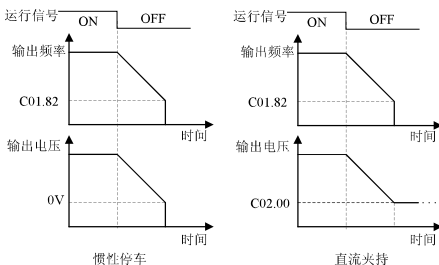 运行信号
ON
OFF
输出频率
C01.82
时间
输出电压
0V
时间
惯性停车
运行信号
ON
OFF
输出频率
C01.82
时间
输出电压
C02.00
时间
直流夹持